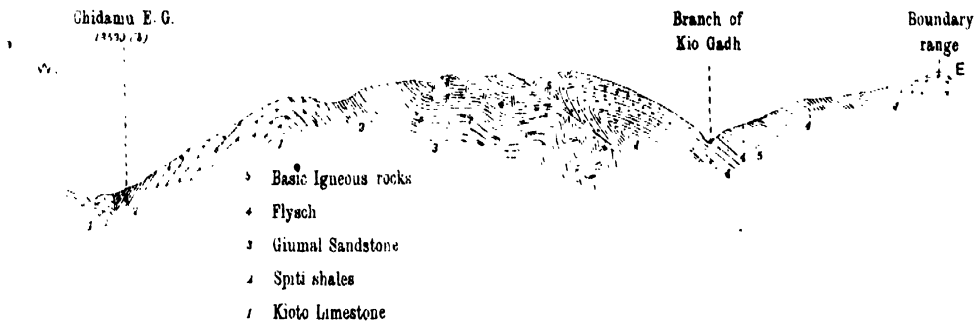 Ghidamu E. G.
Branch of
Kio Gadh
Boundary
range
W.
E
5 Basic Igneous rocks
4 Flysch
3 Giumal Sandstone
2 Spiti shales
1 Kioto Limestone